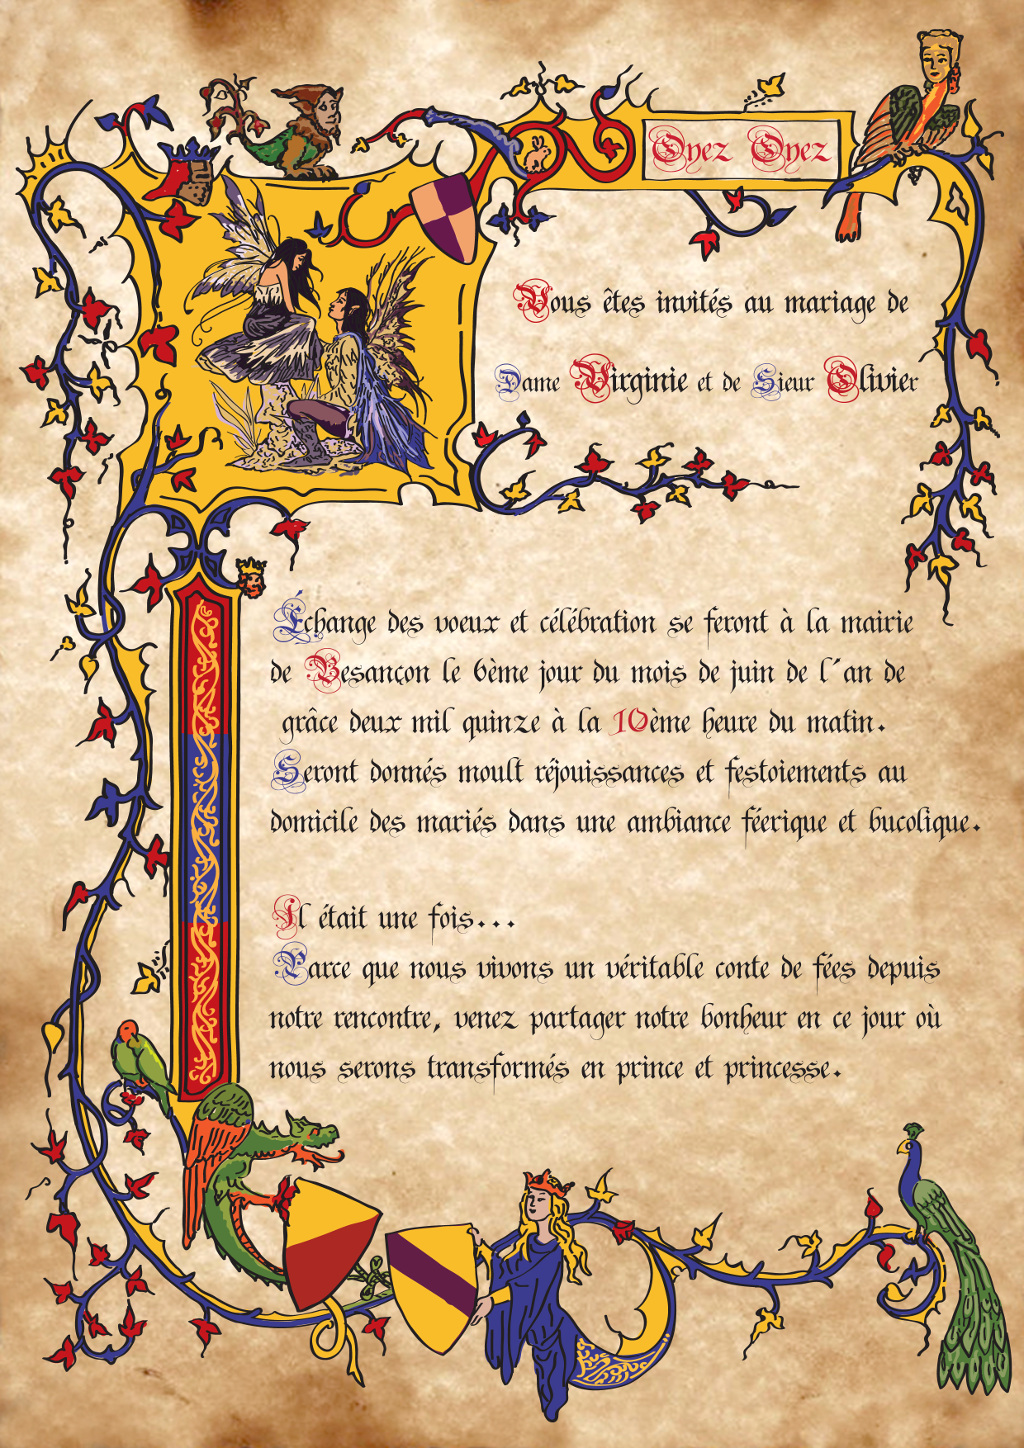 Oyez Oyez
Vous êtes invités au mariage de
Dame Virginie et de Sieur Olivier
Échange des voeux et célébration se feront à la mairie
de Besançon le 6ème jour du mois de juin de l'an de
grâce deux mil quinze à la 10ème heure du matin.
Seront donnés moult réjouissances et festoiements au
domicile des mariés dans une ambiance féerique et bucolique.
Il était une fois...
Parce que nous vivons un véritable conte de fées depuis
notre rencontre, venez partager notre bonheur en ce jour où
nous serons transformés en prince et princesse.